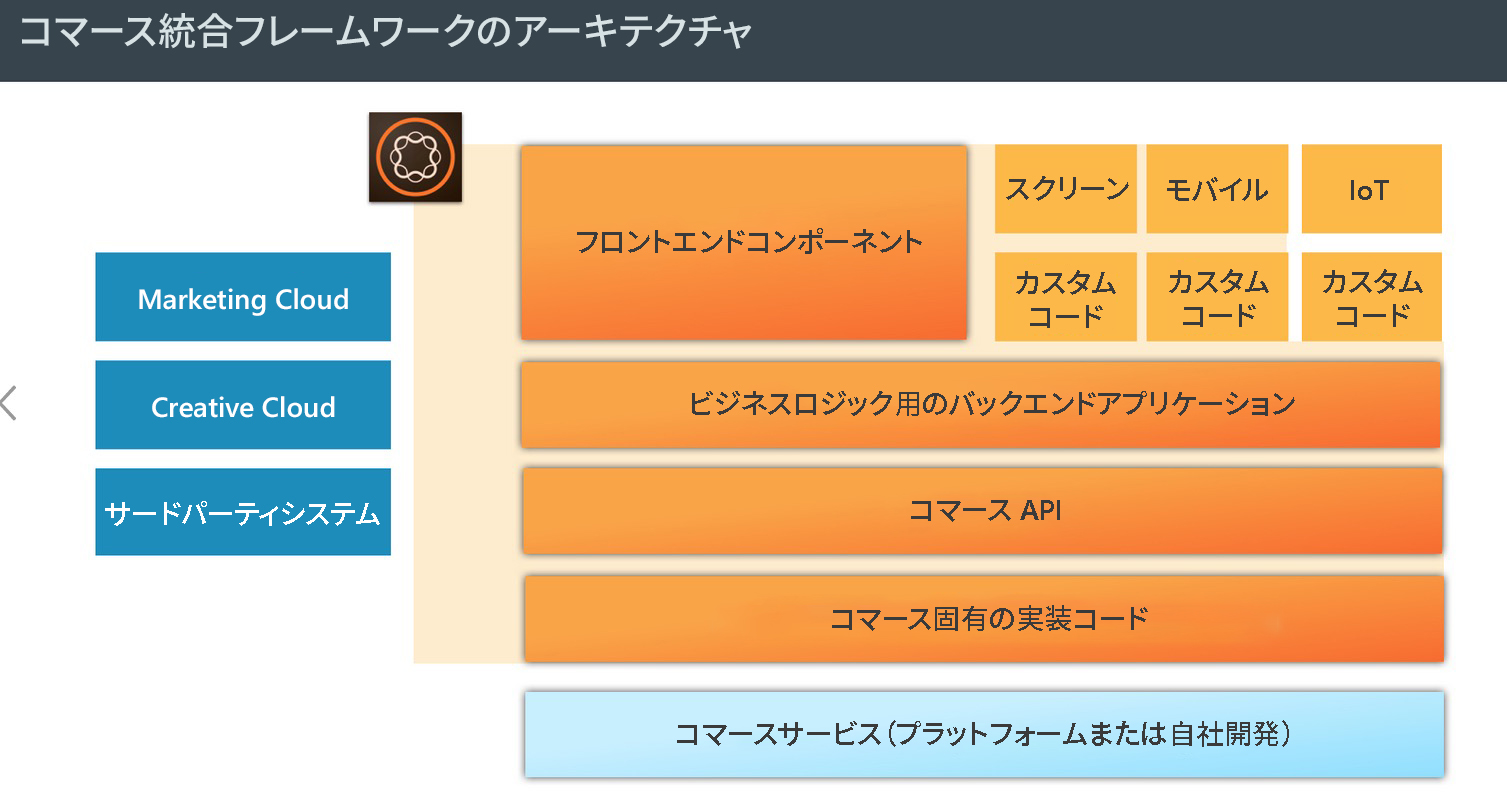 コマース統合フレームワークのアーキテクチャ
フロントエンドコンポーネント
スクリーン
モバイル
IoT
カスタム
コード
カスタム
コード
カスタム
コード
Marketing Cloud
Creative Cloud
サードパーティシステム
ビジネスロジック用のバックエンドアプリケーション
コマース API
コマース固有の実装コード
コマースサービス（プラットフォームまたは自社開発）